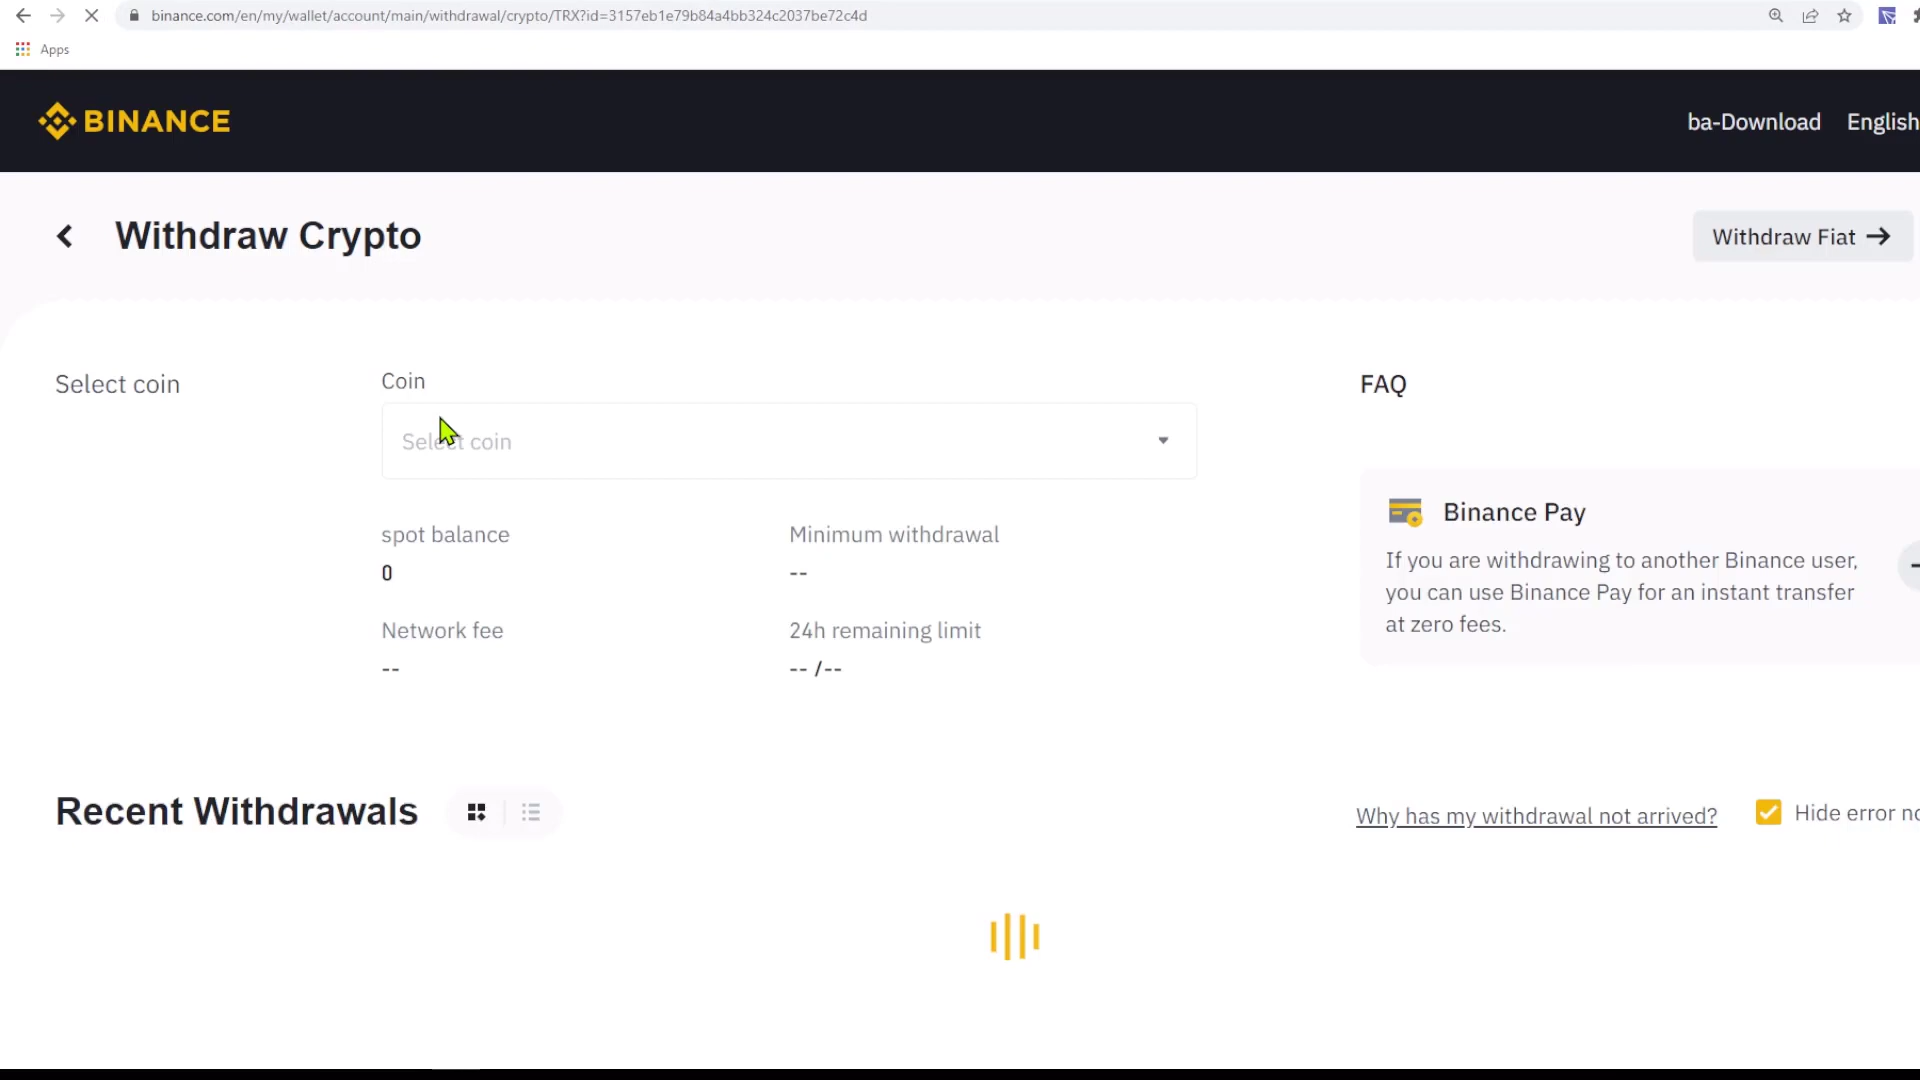 binance.com/en/my/wallet/account/main/withdrawal/crypto/TRX?id=3157eb1e79b84a4bb324c2037be72c4d
Apps
BINANCE
ba-Download English
Withdraw Crypto
Withdraw Fiat →
Select coin
Coin
Select coin
FAQ
spot balance
0
Minimum withdrawal
--
Network fee
--
24h remaining limit
-- /--
Binance Pay
If you are withdrawing to another Binance user,
you can use Binance Pay for an instant transfer
at zero fees.
Recent Withdrawals
Why has my withdrawal not arrived?
Hide error